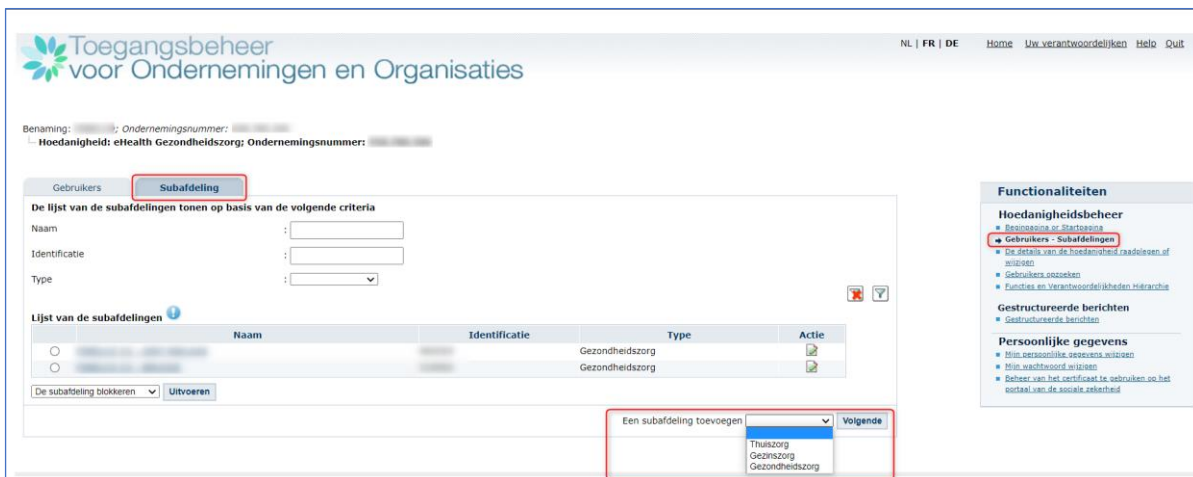 Toegangsbeheer
voor Ondernemingen en Organisaties
NL | FR | DE Home Uw verantwoordelijken Help Quit
Benaming: ; Ondernemingsnummer:
Hoedanigheid: eHealth Gezondheidszorg; Ondernemingsnummer:
Gebruikers Subafdeling
De lijst van de subafdelingen tonen op basis van de volgende criteria
Naam :
Identificatie :
Type :
Lijst van de subafdelingen
Naam Identificatie Type Actie
Gezondheidszorg
Gezondheidszorg
De subafdeling blokkeren Uitvoeren
Een subafdeling toevoegen Volgende
Thuiszorg
Gezinszorg
Gezondheidszorg
Functionaliteiten
Hoedanigheidsbeheer
Beginpagina or Startpagina
Gebruikers - Subafdelingen
De details van de hoedanigheid raadplegen of
wijzigen
Gebruikers opzoeken
Functies en Verantwoordelijkheden Hiërarchie
Gestructureerde berichten
Gestructureerde berichten
Persoonlijke gegevens
Mijn persoonlijke gegevens wijzigen
Mijn wachtwoord wijzigen
Beheer van het certificaat te gebruiken op het
portaal van de sociale zekerheid